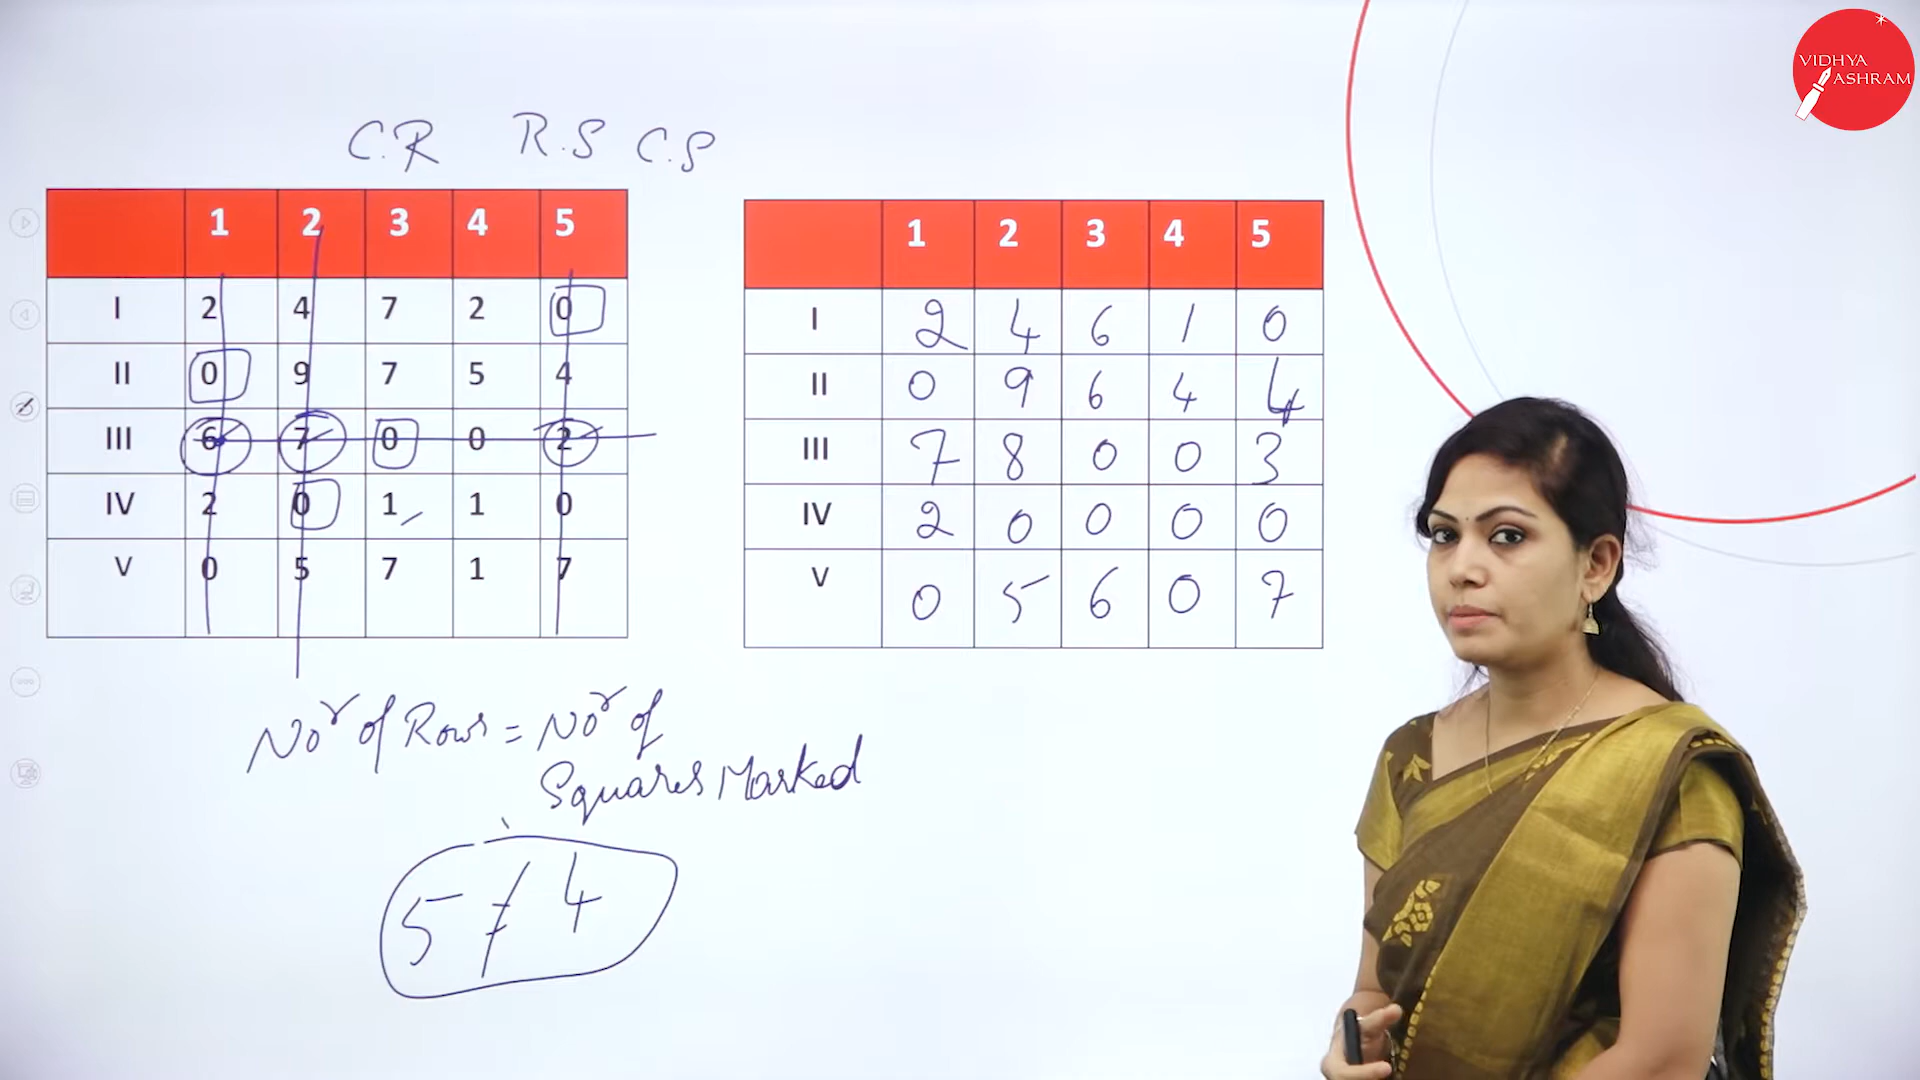 VIDHYA
ASHRAM
C.R R.S C.S
1 2 3 4 5
I 2 4 7 2 0
II 0 9 7 5 4
III 6 7 0 0 2
IV 2 0 1 1 0
V 0 5 7 1 7
1 2 3 4 5
I 2 4 6 1 0
II 0 9 6 4 4
III 7 8 0 0 3
IV 2 0 0 0 0
V 0 5 6 0 7
Noʳ of Rows = Noʳ of
Squares Marked
5 ≠ 4